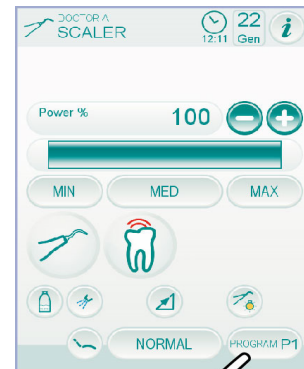 DOCTOR A
SCALER
12:11
22
Gen
i
Power %
100
MIN
MED
MAX
NORMAL
PROGRAM P1